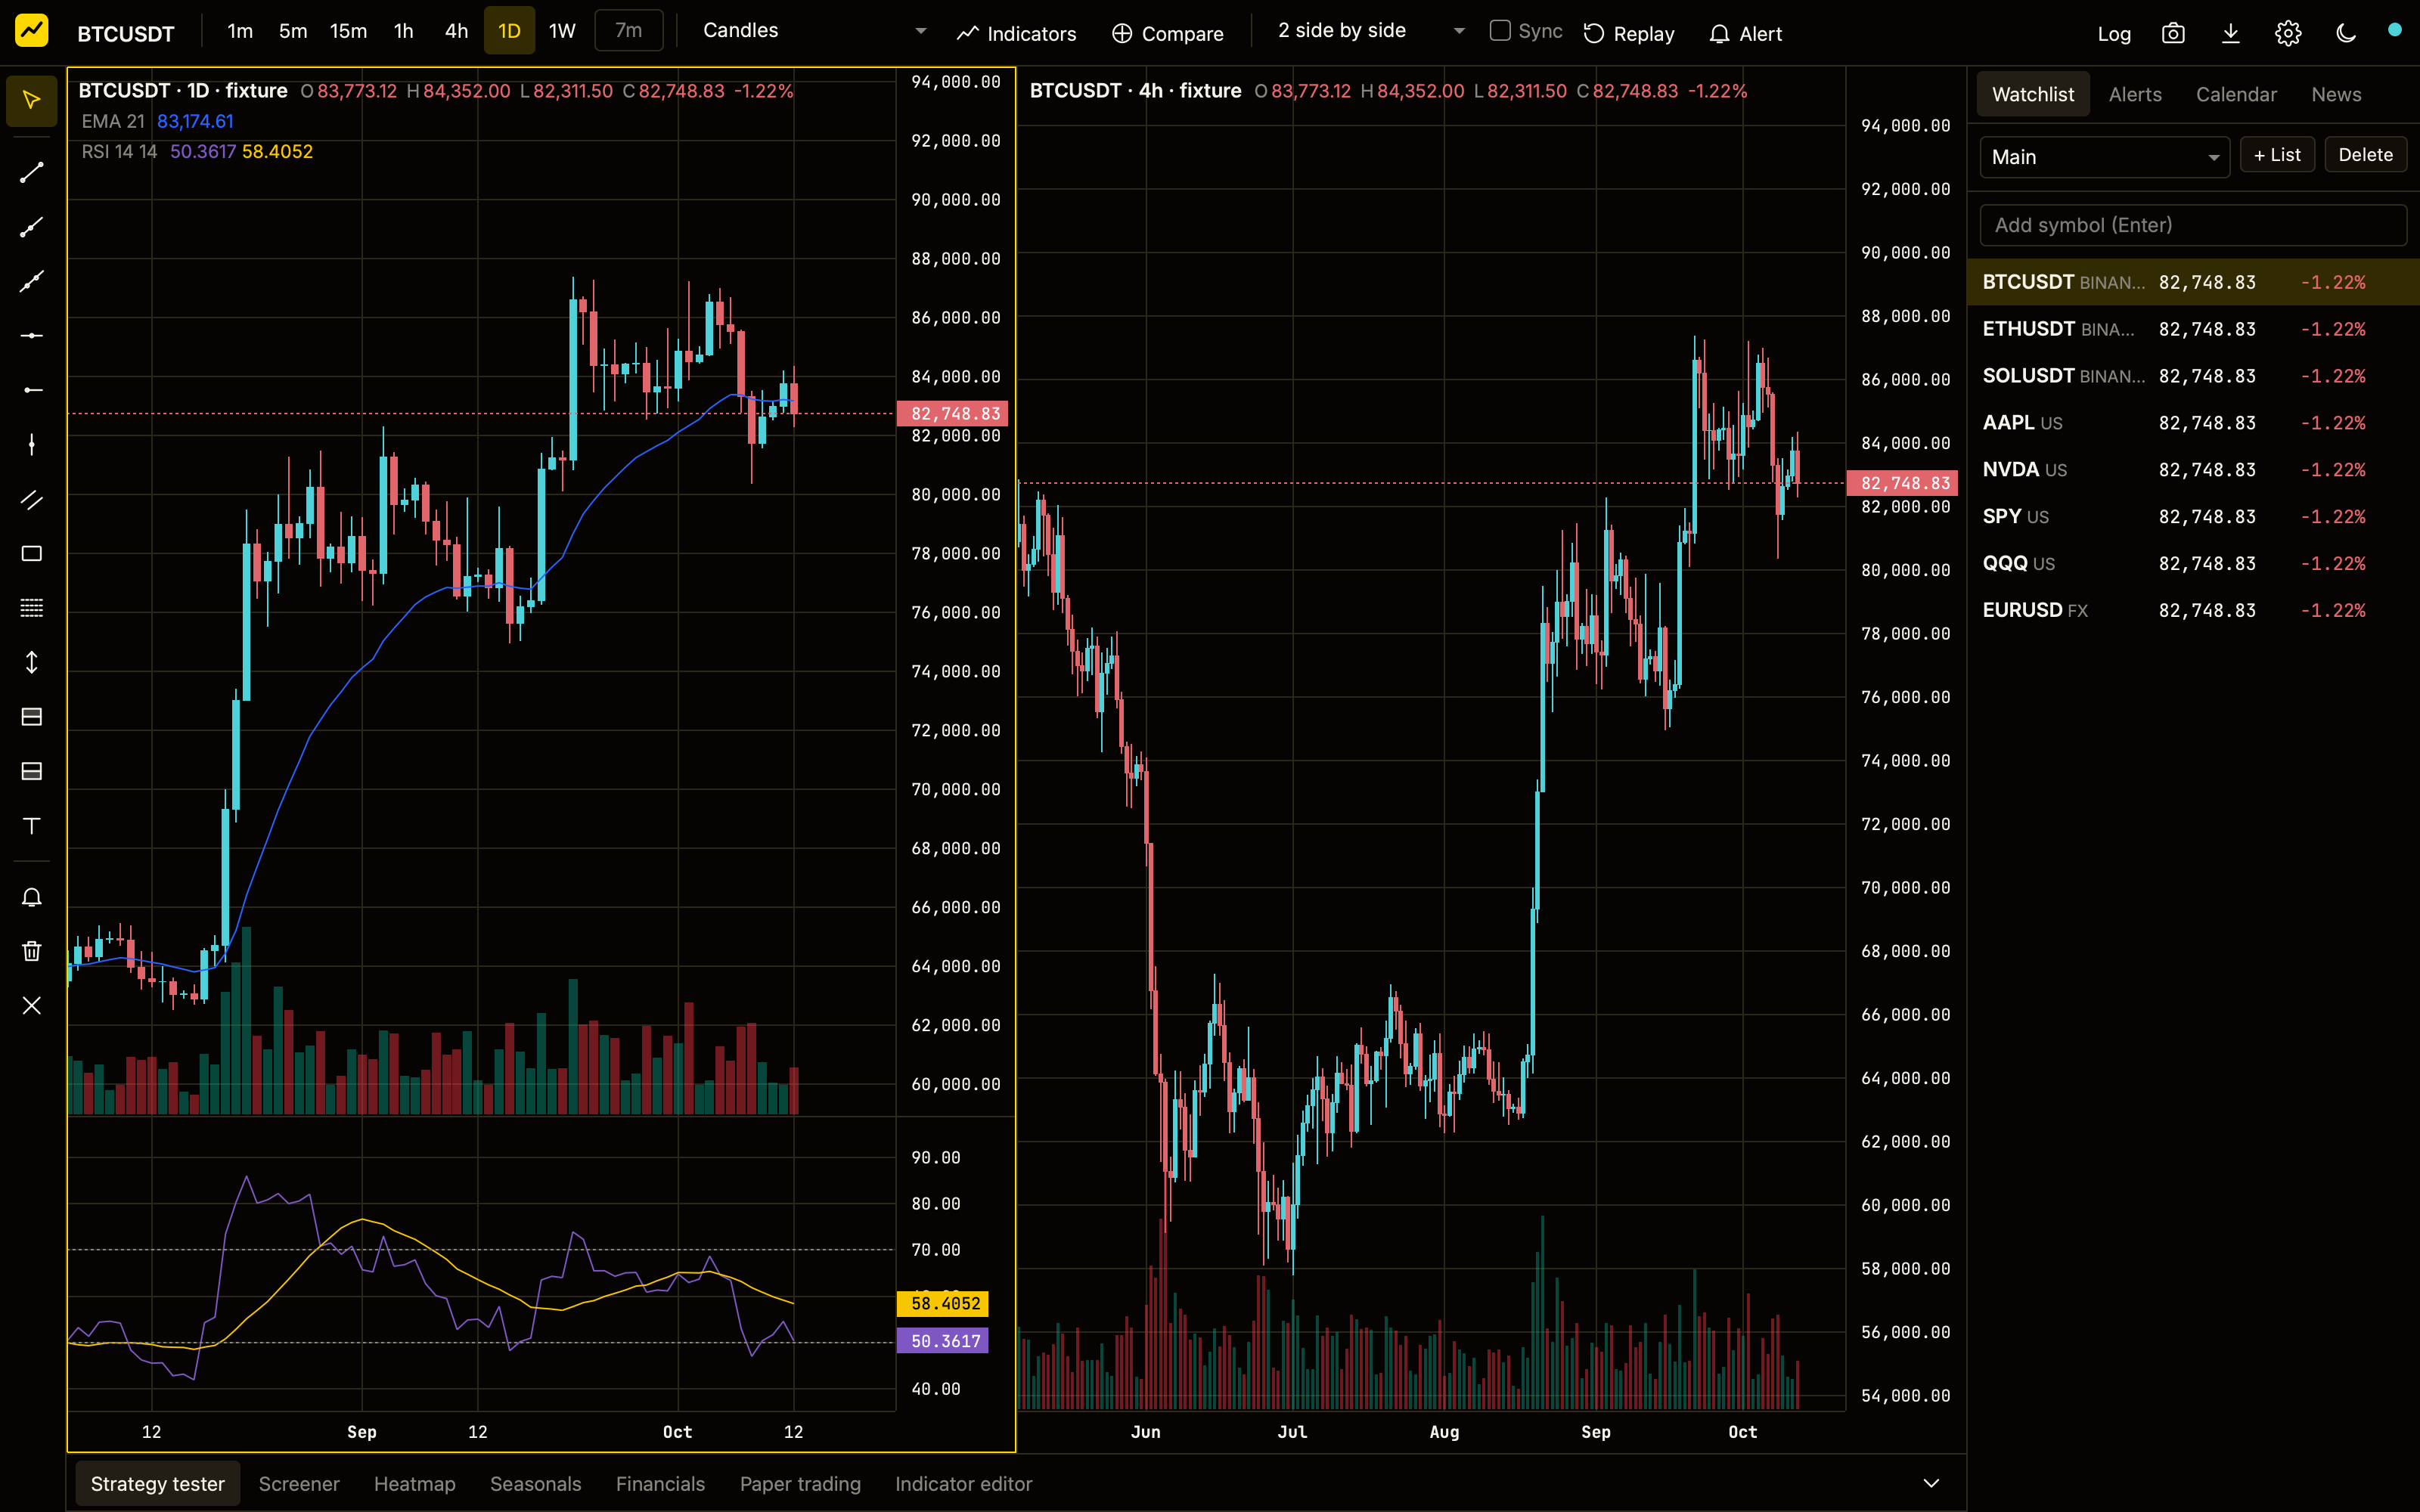 BTCUSDT 1m 5m 15m 1h 4h 1D 1W 7m Candles Indicators Compare 2 side by side Sync Replay Alert Log
BTCUSDT · 1D · fixture O 83,773.12 H 84,352.00 L 82,311.50 C 82,748.83 -1.22%
EMA 21 83,174.61
RSI 14 14 50.3617 58.4052
94,000.00
92,000.00
90,000.00
88,000.00
86,000.00
84,000.00
82,748.83
82,000.00
80,000.00
78,000.00
76,000.00
74,000.00
72,000.00
70,000.00
68,000.00
66,000.00
64,000.00
62,000.00
60,000.00
90.00
80.00
70.00
58.4052
50.3617
40.00
12 Sep 12 Oct 12
BTCUSDT · 4h · fixture O 83,773.12 H 84,352.00 L 82,311.50 C 82,748.83 -1.22%
94,000.00
92,000.00
90,000.00
88,000.00
86,000.00
84,000.00
82,748.83
82,000.00
80,000.00
78,000.00
76,000.00
74,000.00
72,000.00
70,000.00
68,000.00
66,000.00
64,000.00
62,000.00
60,000.00
58,000.00
56,000.00
54,000.00
Jun Jul Aug Sep Oct
Watchlist Alerts Calendar News
Main + List Delete
Add symbol (Enter)
BTCUSDT BINAN... 82,748.83 -1.22%
ETHUSDT BINA... 82,748.83 -1.22%
SOLUSDT BINAN... 82,748.83 -1.22%
AAPL US 82,748.83 -1.22%
NVDA US 82,748.83 -1.22%
SPY US 82,748.83 -1.22%
QQQ US 82,748.83 -1.22%
EURUSD FX 82,748.83 -1.22%
Strategy tester Screener Heatmap Seasonals Financials Paper trading Indicator editor